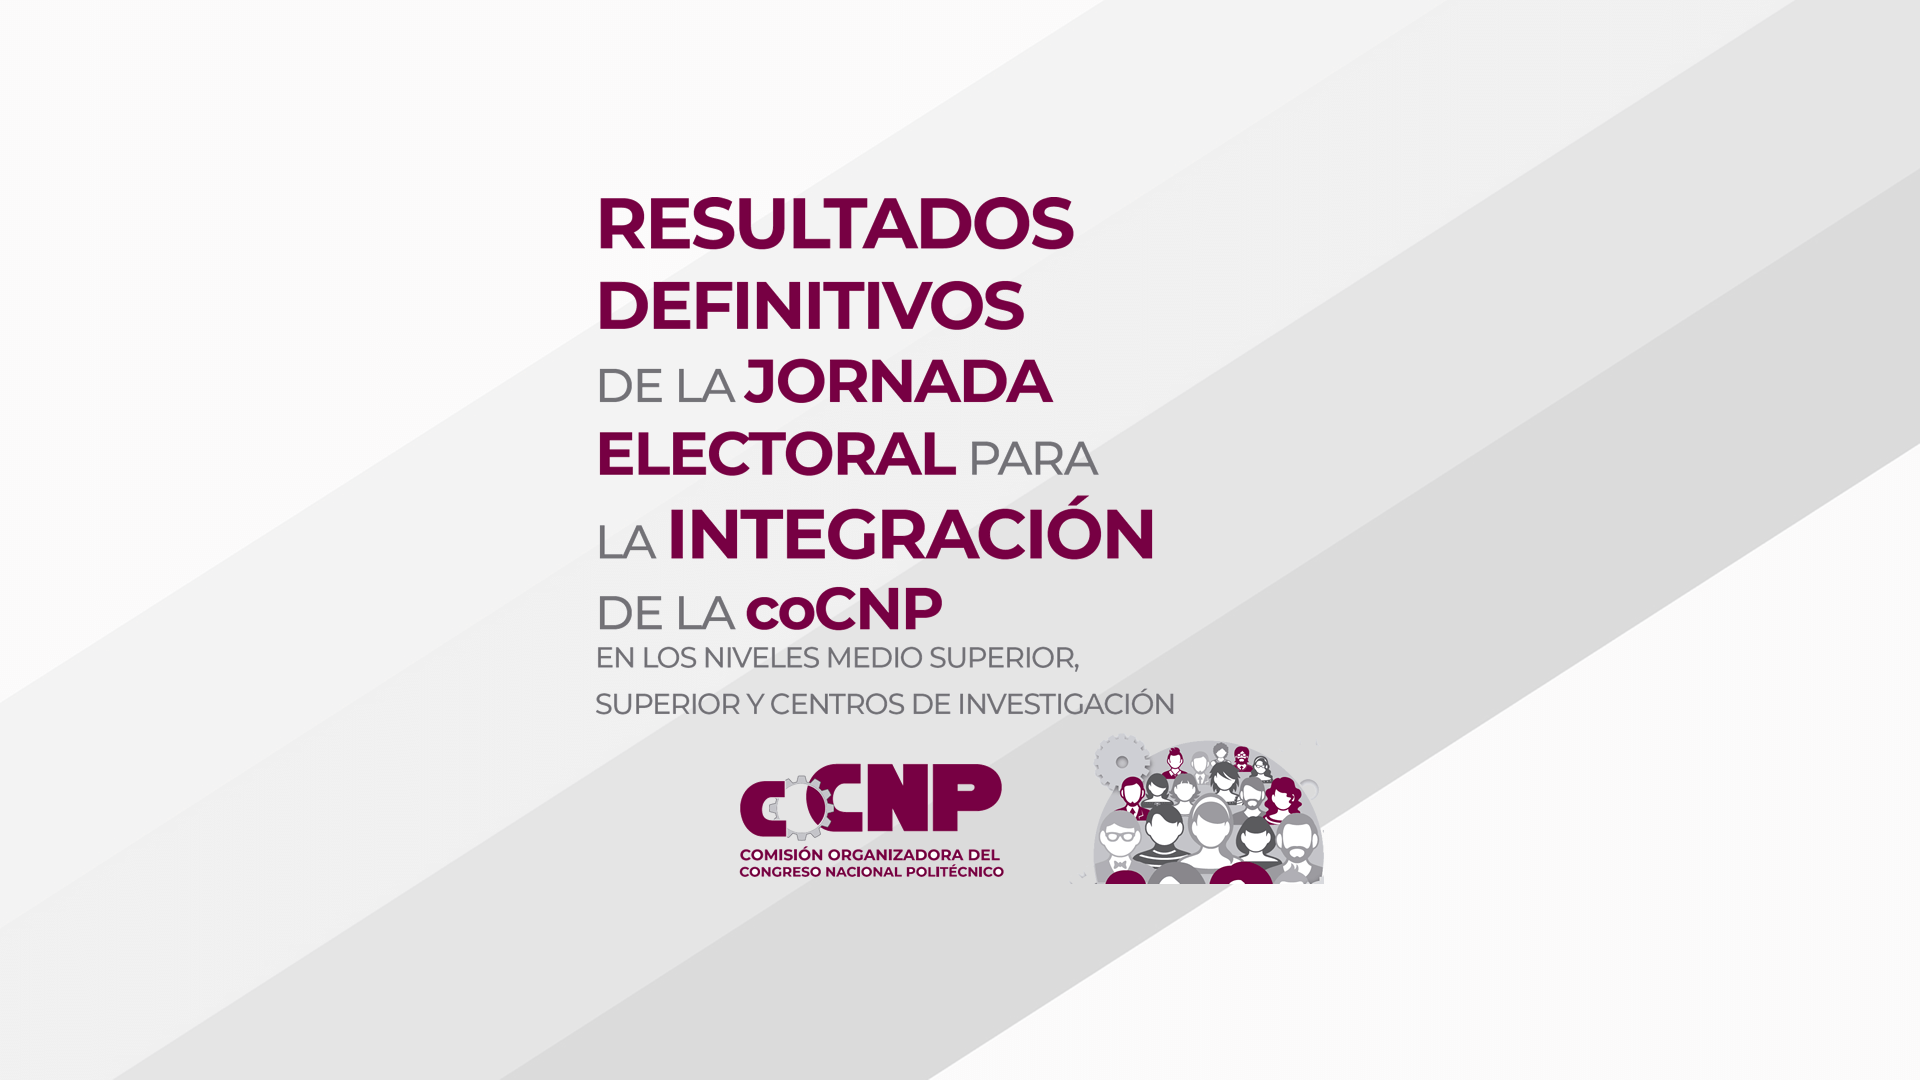 RESULTADOS
DEFINITIVOS
DE LA JORNADA
ELECTORAL PARA
LA INTEGRACIÓN
DE LA coCNP
EN LOS NIVELES MEDIO SUPERIOR,
SUPERIOR Y CENTROS DE INVESTIGACIÓN
coCNP
COMISIÓN ORGANIZADORA DEL
CONGRESO NACIONAL POLITÉCNICO